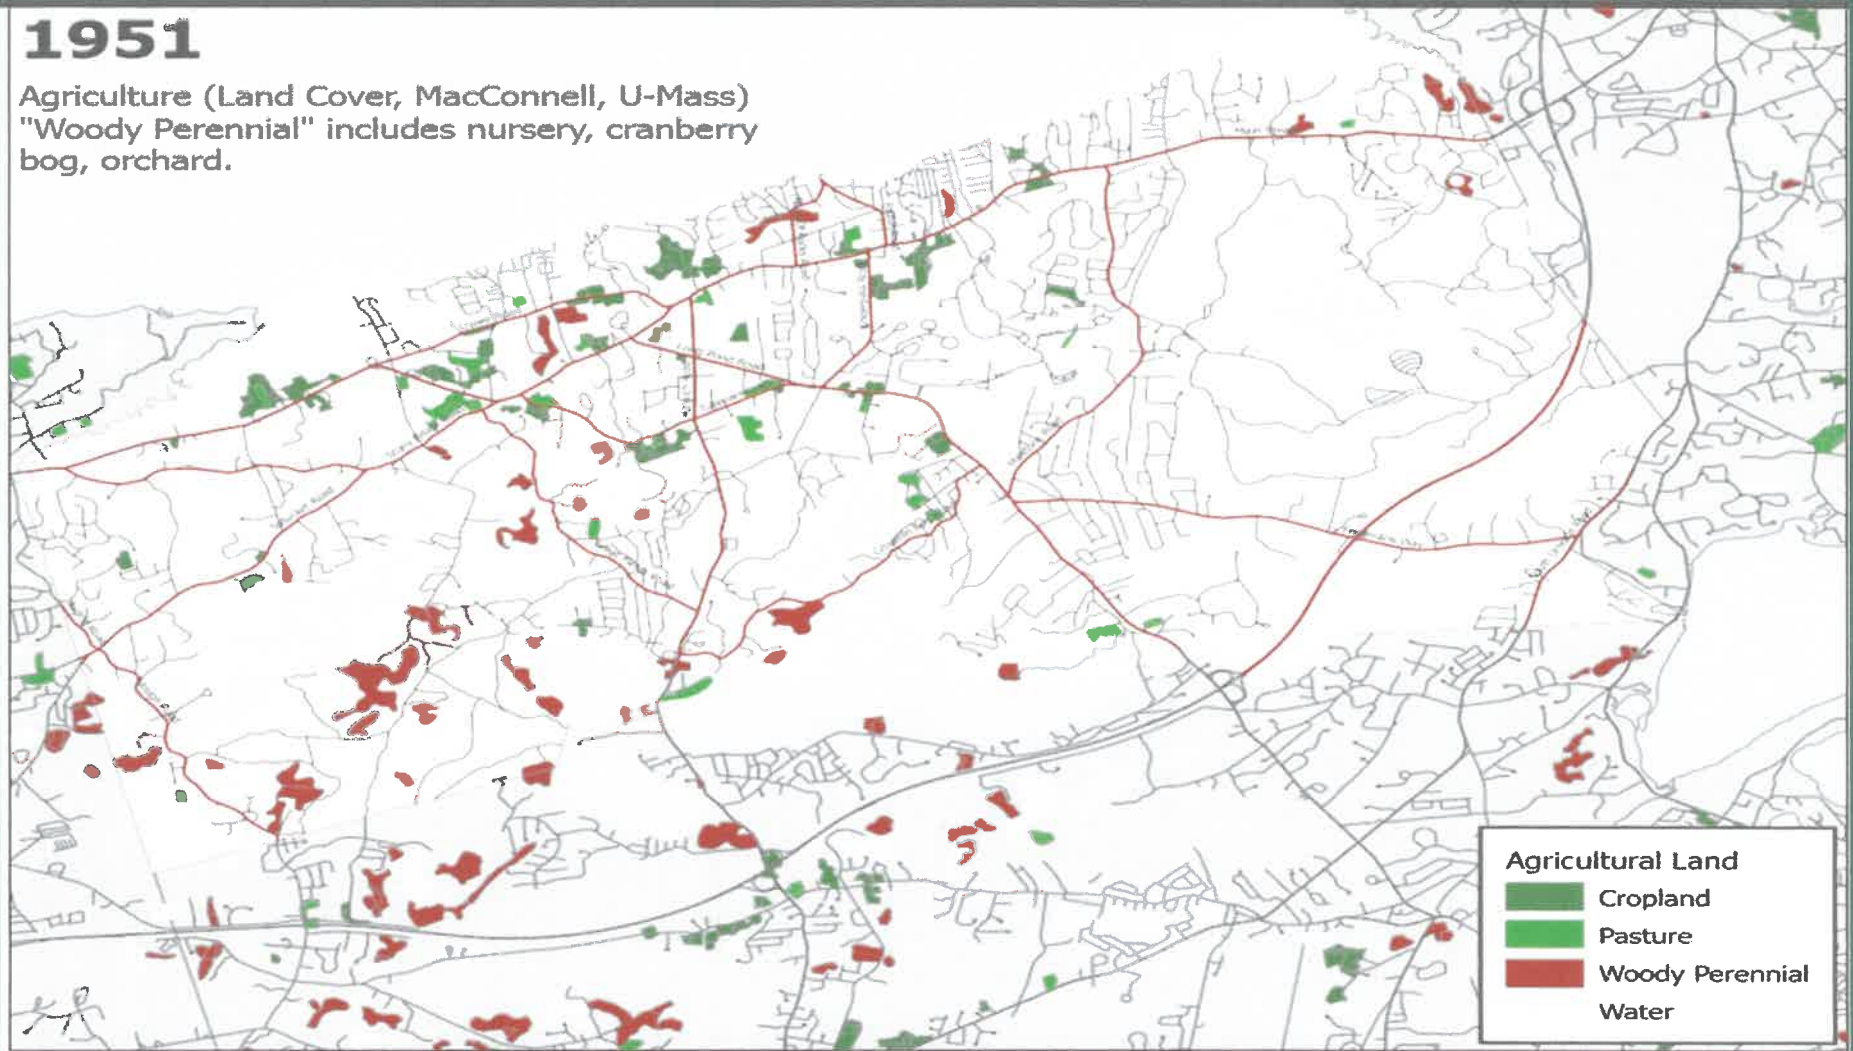 1951
Agriculture (Land Cover, MacConnell, U-Mass)
"Woody Perennial" includes nursery, cranberry
bog, orchard.
Agricultural Land
Cropland
Pasture
Woody Perennial
Water